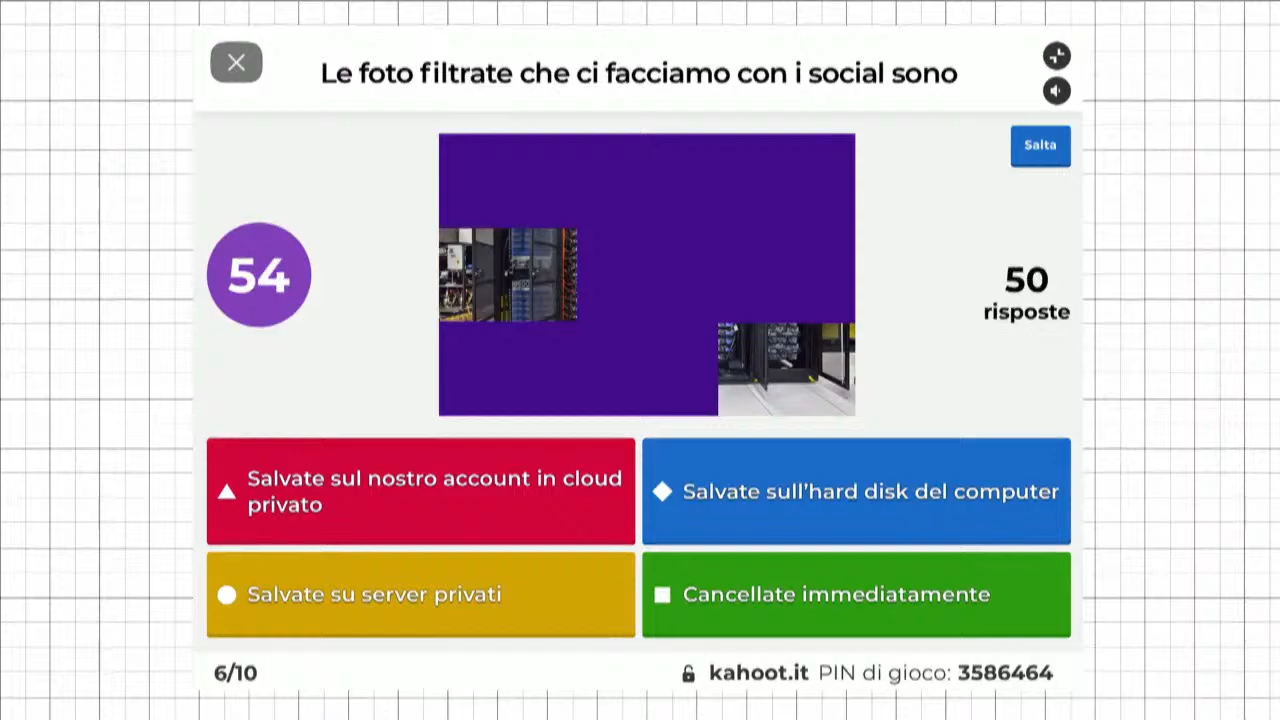 Le foto filtrate che ci facciamo con i social sono
Salta
54
50
risposte
Salvate sul nostro account in cloud
privato
Salvate sull'hard disk del computer
Salvate su server privati
Cancellate immediatamente
6/10
kahoot.it PIN di gioco: 3586464